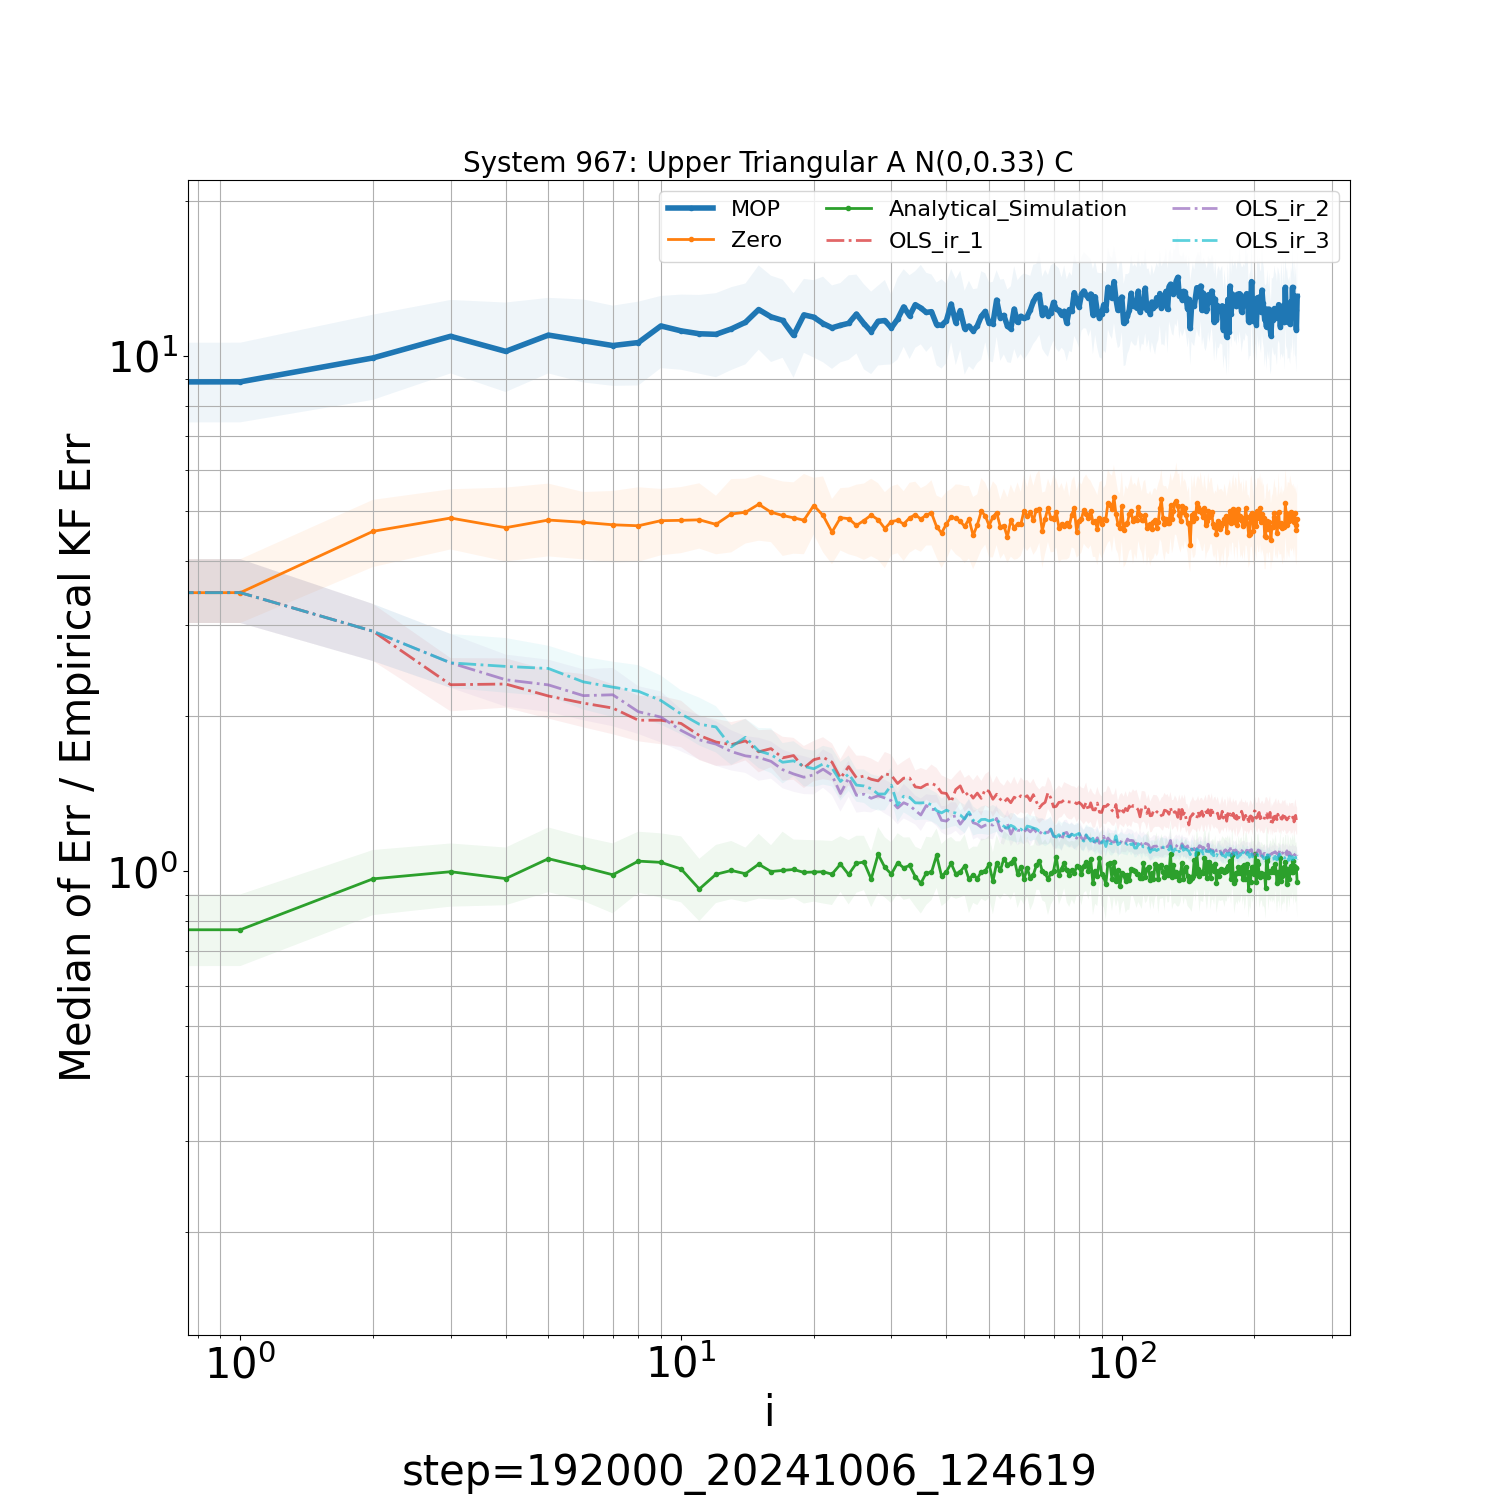 System 967: Upper Triangular A N(0,0.33) C
MOP
Zero
Analytical_Simulation
OLS_ir_1
OLS_ir_2
OLS_ir_3
Median of Err / Empirical KF Err
10¹
10⁰
10⁰
10¹
10²
i
step=192000_20241006_124619